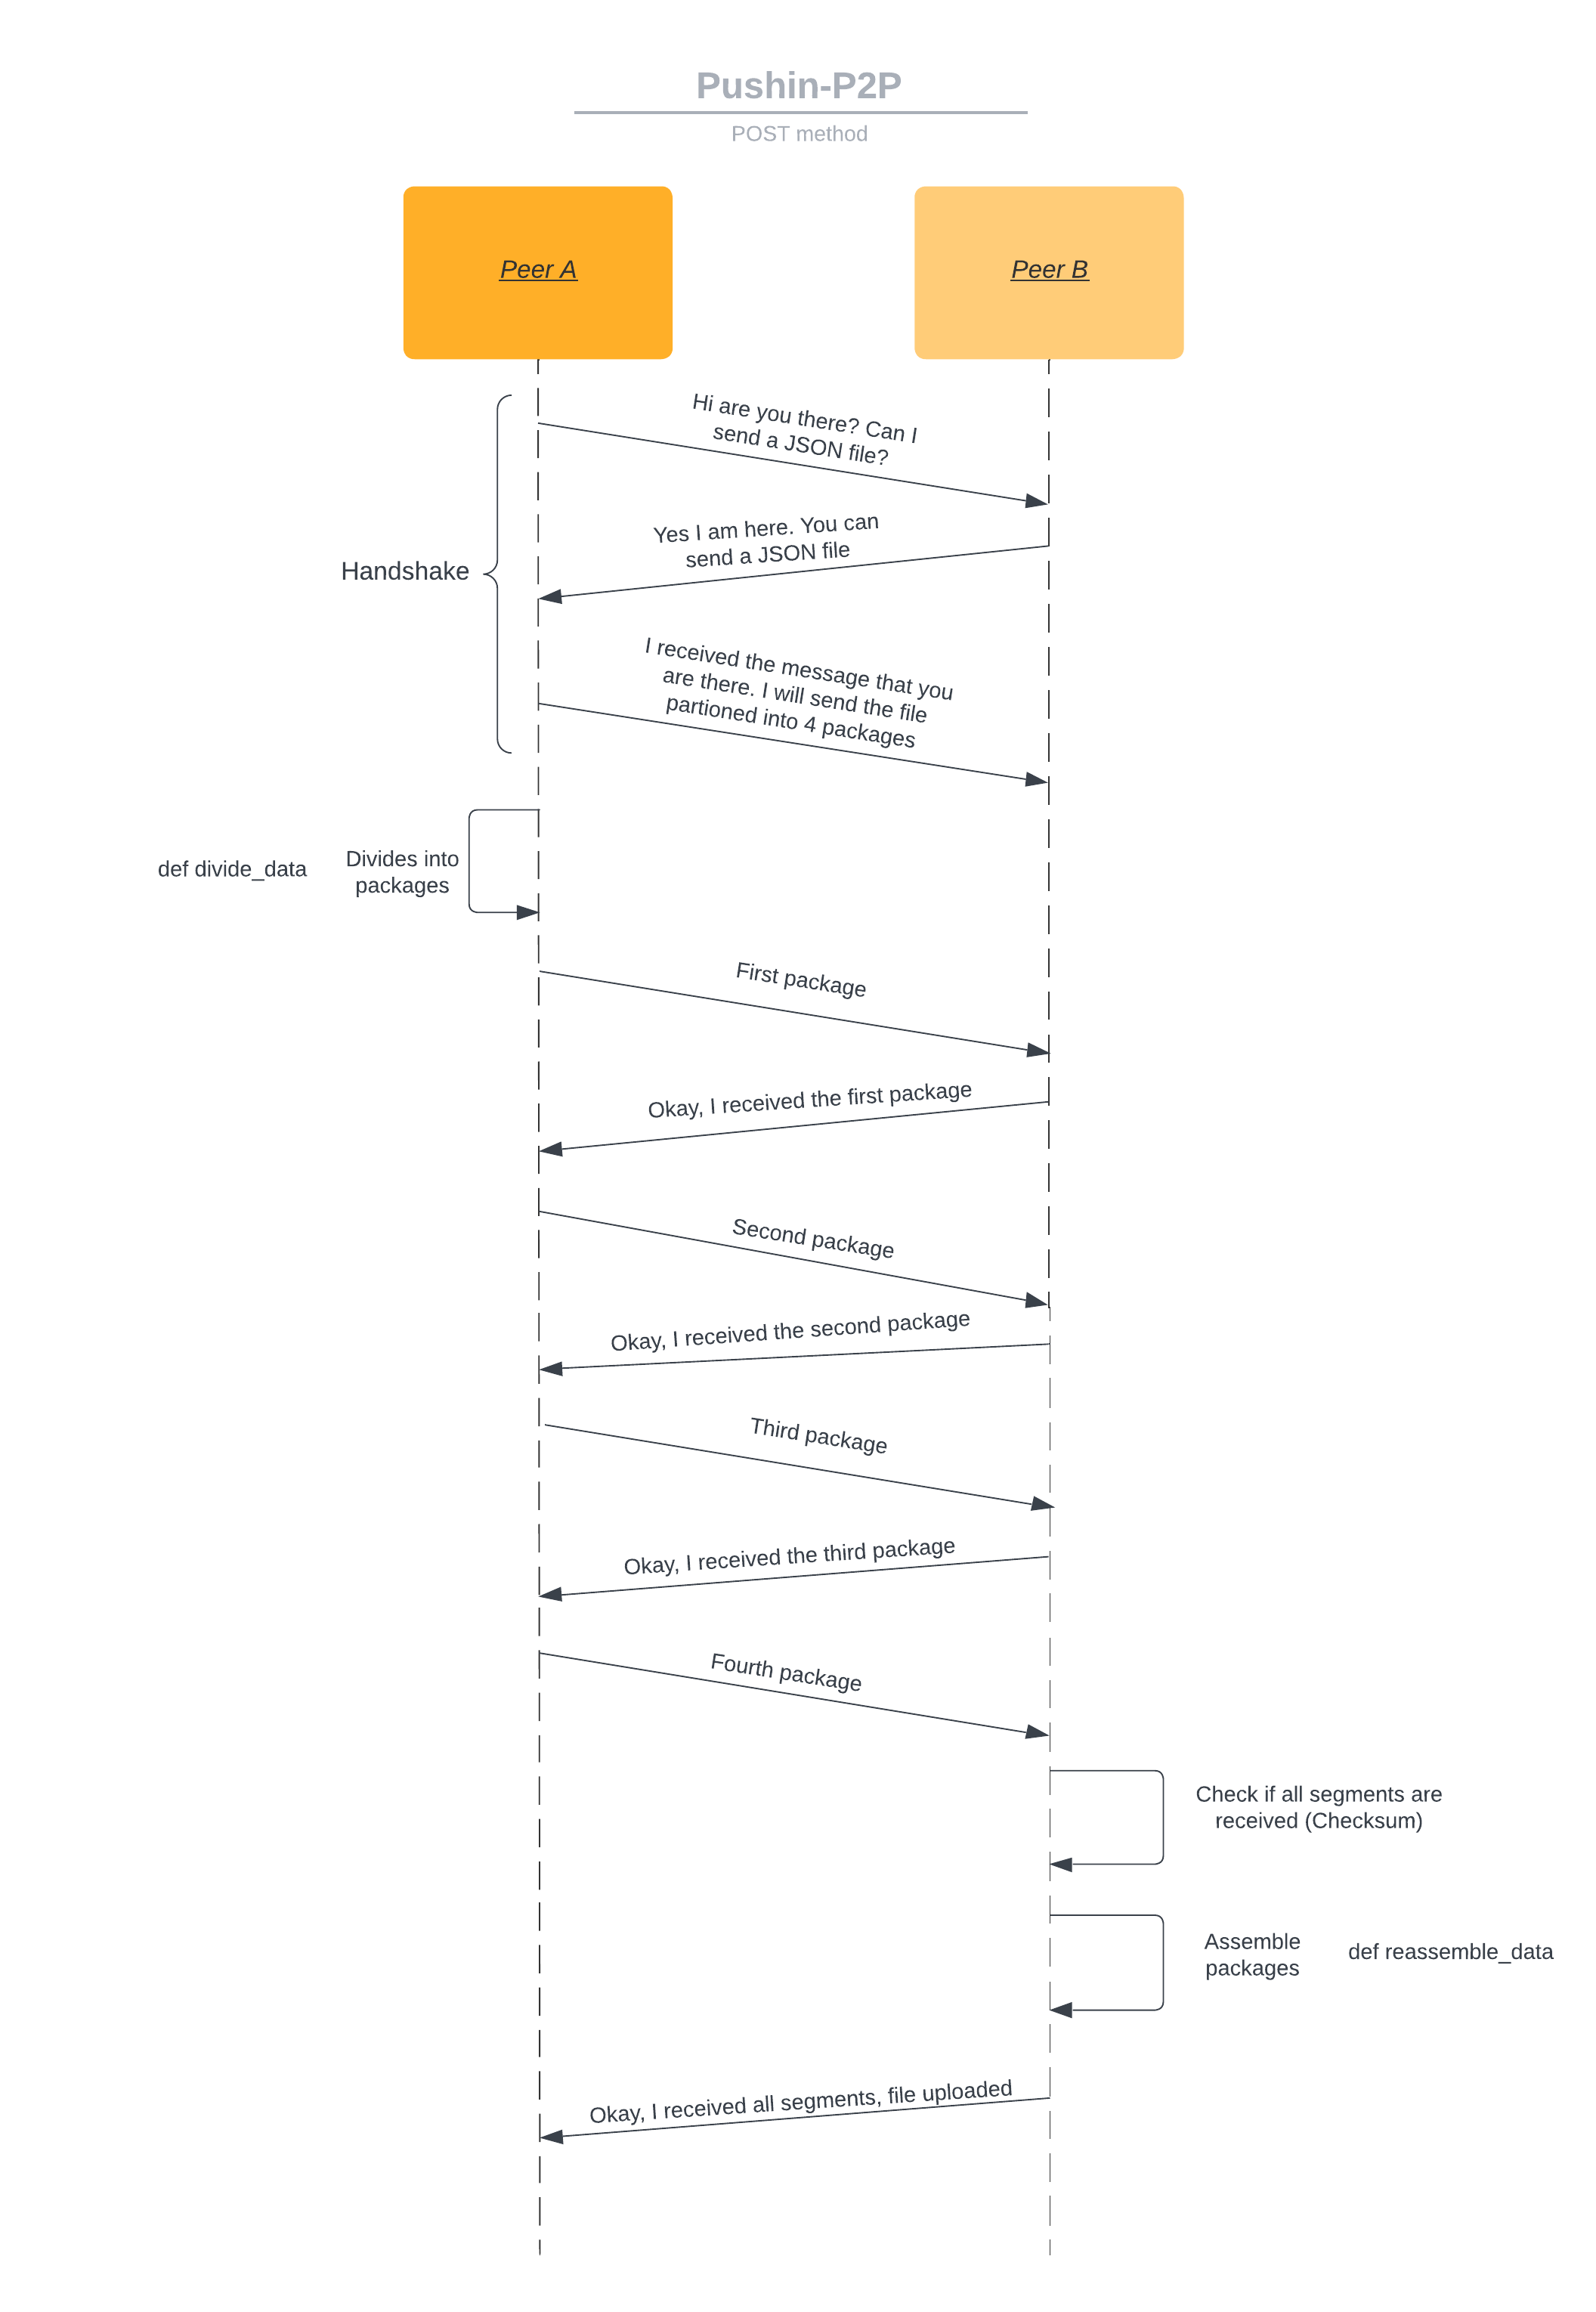 Pushin-P2P
POST method
Peer A
Peer B
Hi are you there? Can I
send a JSON file?
Yes I am here. You can
send a JSON file
Handshake
I received the message that you
are there. I will send the file
partioned into 4 packages
def divide_data
Divides into
packages
First package
Okay, I received the first package
Second package
Okay, I received the second package
Third package
Okay, I received the third package
Fourth package
Check if all segments are
received (Checksum)
Assemble
packages
def reassemble_data
Okay, I received all segments, file uploaded